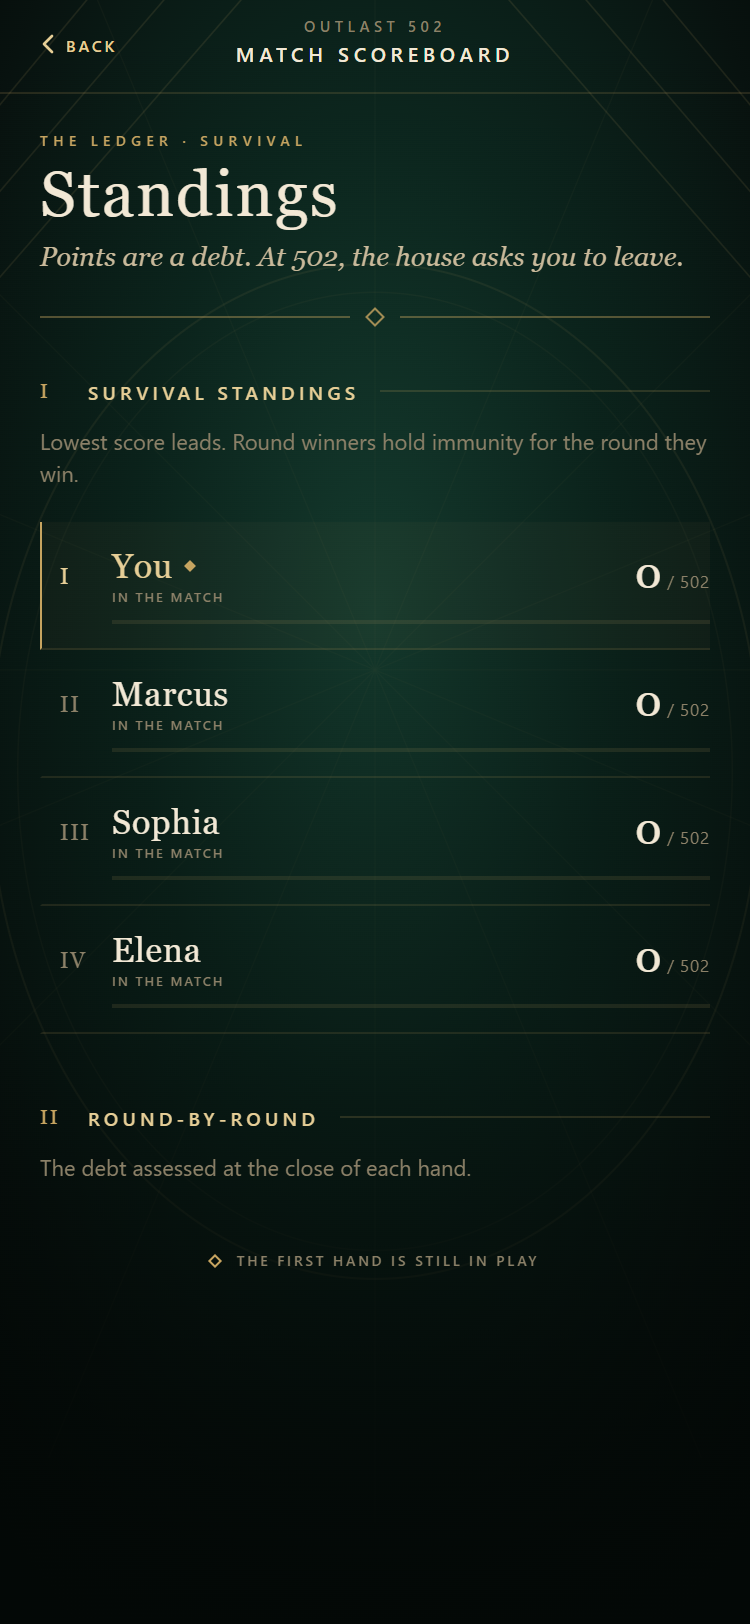 OUTLAST 502
BACK
MATCH SCOREBOARD
THE LEDGER · SURVIVAL
Standings
Points are a debt. At 502, the house asks you to leave.
I SURVIVAL STANDINGS
Lowest score leads. Round winners hold immunity for the round they
win.
I You 0 / 502
IN THE MATCH
II Marcus 0 / 502
IN THE MATCH
III Sophia 0 / 502
IN THE MATCH
IV Elena 0 / 502
IN THE MATCH
II ROUND-BY-ROUND
The debt assessed at the close of each hand.
THE FIRST HAND IS STILL IN PLAY